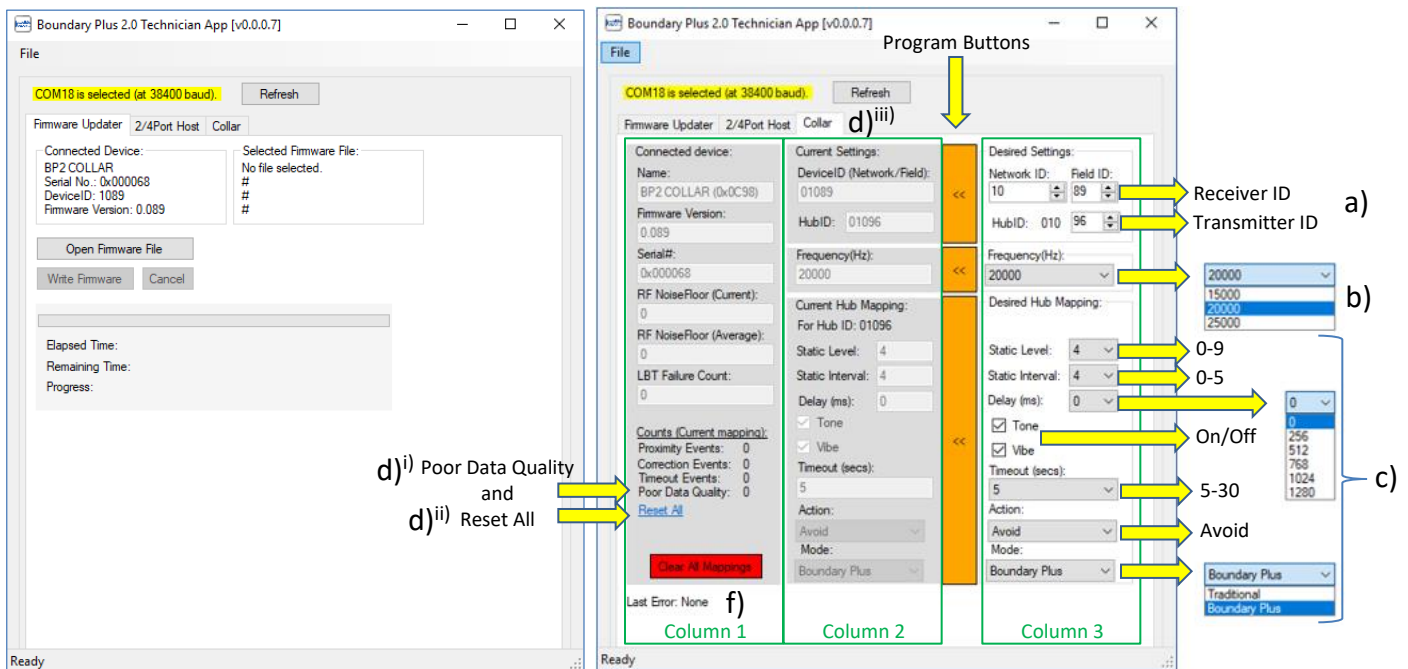 Boundary Plus 2.0 Technician App [v0.0.0.7]
File
COM18 is selected (at 38400 baud).
Refresh
Firmware Updater
2/4Port Host
Collar
Connected Device:
BP2 COLLAR
Serial No.: 0x000068
DeviceID: 1089
Firmware Version: 0.089
Selected Firmware File:
No file selected.
#
#
#
Open Firmware File
Write Firmware
Cancel
Elapsed Time:
Remaining Time:
Progress:
Ready
Boundary Plus 2.0 Technician App [v0.0.0.7]
File
Program Buttons
COM18 is selected (at 38400 baud).
Refresh
Firmware Updater
2/4Port Host
Collar
d)iii)
Connected device:
Name:
BP2 COLLAR (0x0C98)
Firmware Version:
0.089
Serial#:
0x000068
RF NoiseFloor (Current):
0
RF NoiseFloor (Average):
0
LBT Failure Count:
0
Counts (Current mapping):
Proximity Events: 0
Correction Events: 0
Timeout Events: 0
Poor Data Quality: 0
Reset All
d)i) Poor Data Quality
and
d)ii) Reset All
Clear All Mappings
Last Error: None
f)
Column 1
Current Settings:
DeviceID (Network/Field):
01089
HubID: 01096
Frequency(Hz):
20000
Current Hub Mapping:
For Hub ID: 01096
Static Level: 4
Static Interval: 4
Delay (ms): 0
Tone
Vibe
Timeout (secs):
5
Action:
Avoid
Mode:
Boundary Plus
Column 2
<<
<<
<<
Desired Settings:
Network ID: Field ID:
10 89
HubID: 010 96
Frequency(Hz):
20000
Desired Hub Mapping:
Static Level: 4
Static Interval: 4
Delay (ms): 0
Tone
Vibe
Timeout (secs):
5
Action:
Avoid
Mode:
Boundary Plus
Column 3
Receiver ID
Transmitter ID
a)
20000
15000
20000
25000
b)
0-9
0-5
0
0
256
512
768
1024
1280
On/Off
5-30
Avoid
c)
Boundary Plus
Traditional
Boundary Plus
Ready